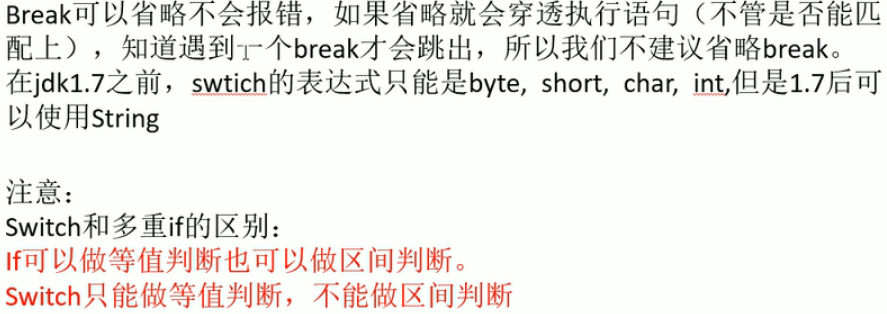 Break可以省略不会报错，如果省略就会穿透执行语句（不管是否能匹
配上），知道遇到下一个break才会跳出，所以我们不建议省略break。
在jdk1.7之前，swtich的表达式只能是byte, short, char, int,但是1.7后可
以使用String
注意：
Switch和多重if的区别：
If可以做等值判断也可以做区间判断。
Switch只能做等值判断，不能做区间判断